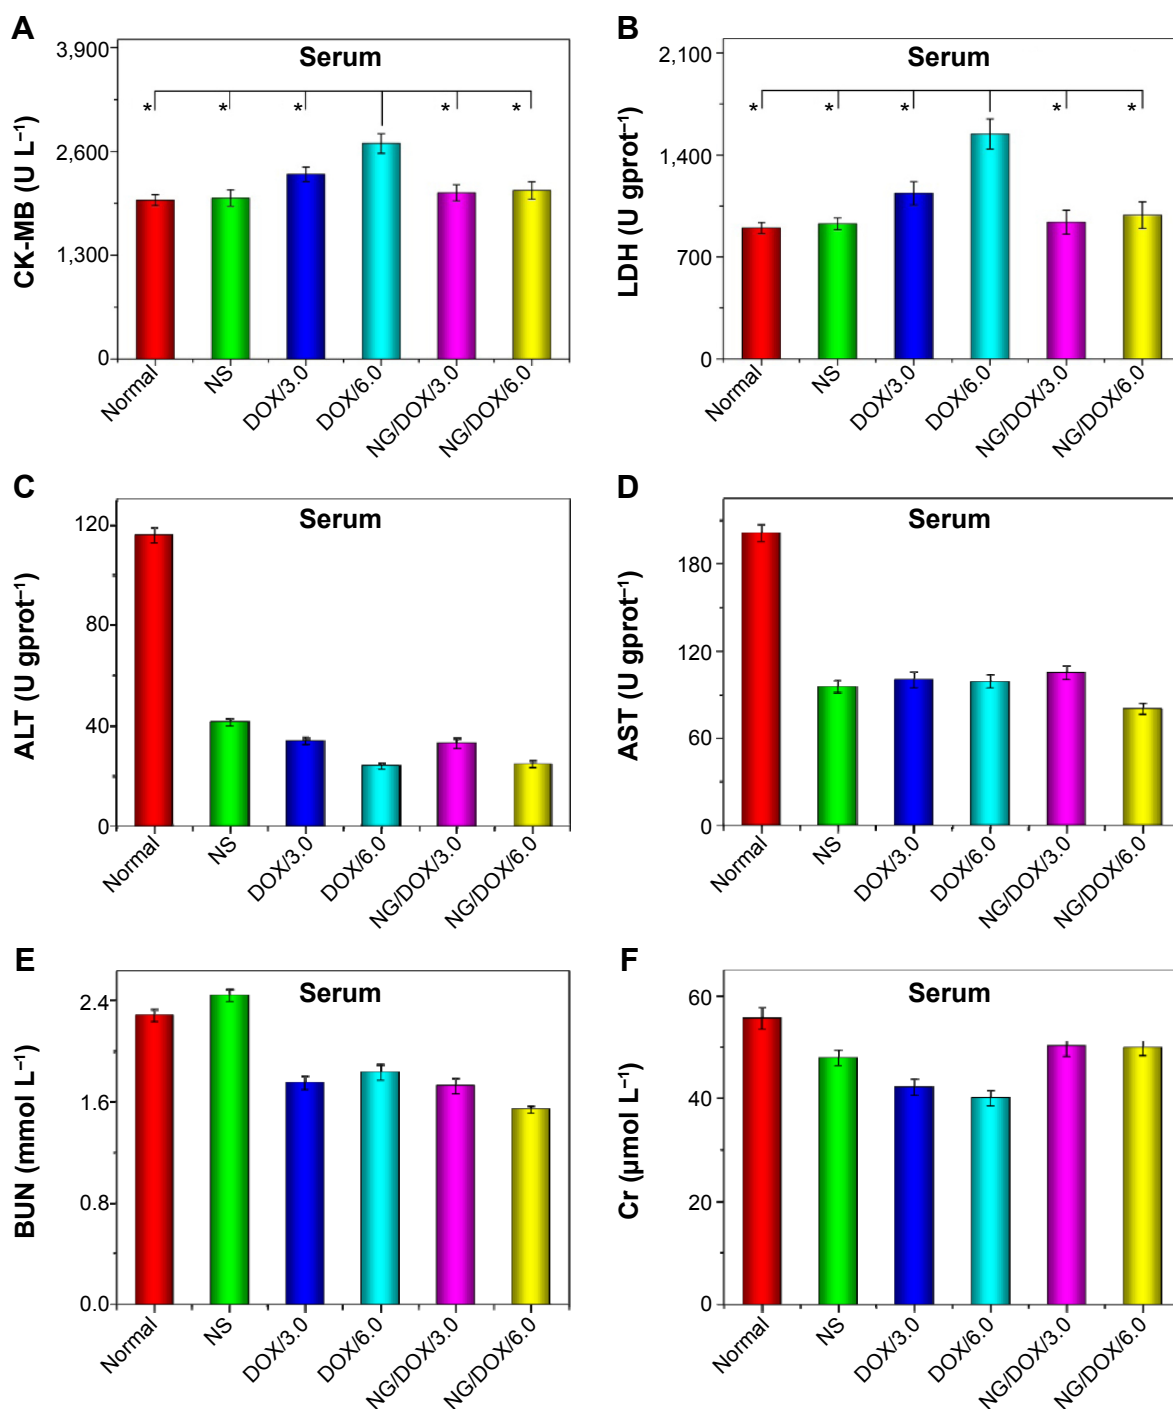 A
Serum
CK-MB (U L⁻¹)
3,900
2,600
1,300
0
* * * * *
Normal
NS
DOX/3.0
DOX/6.0
NG/DOX/3.0
NG/DOX/6.0
B
Serum
LDH (U gprot⁻¹)
2,100
1,400
700
0
* * * * *
Normal
NS
DOX/3.0
DOX/6.0
NG/DOX/3.0
NG/DOX/6.0
C
Serum
ALT (U gprot⁻¹)
120
80
40
0
Normal
NS
DOX/3.0
DOX/6.0
NG/DOX/3.0
NG/DOX/6.0
D
Serum
AST (U gprot⁻¹)
180
120
60
0
Normal
NS
DOX/3.0
DOX/6.0
NG/DOX/3.0
NG/DOX/6.0
E
Serum
BUN (mmol L⁻¹)
2.4
1.6
0.8
0.0
Normal
NS
DOX/3.0
DOX/6.0
NG/DOX/3.0
NG/DOX/6.0
F
Serum
Cr (μmol L⁻¹)
60
40
20
0
Normal
NS
DOX/3.0
DOX/6.0
NG/DOX/3.0
NG/DOX/6.0